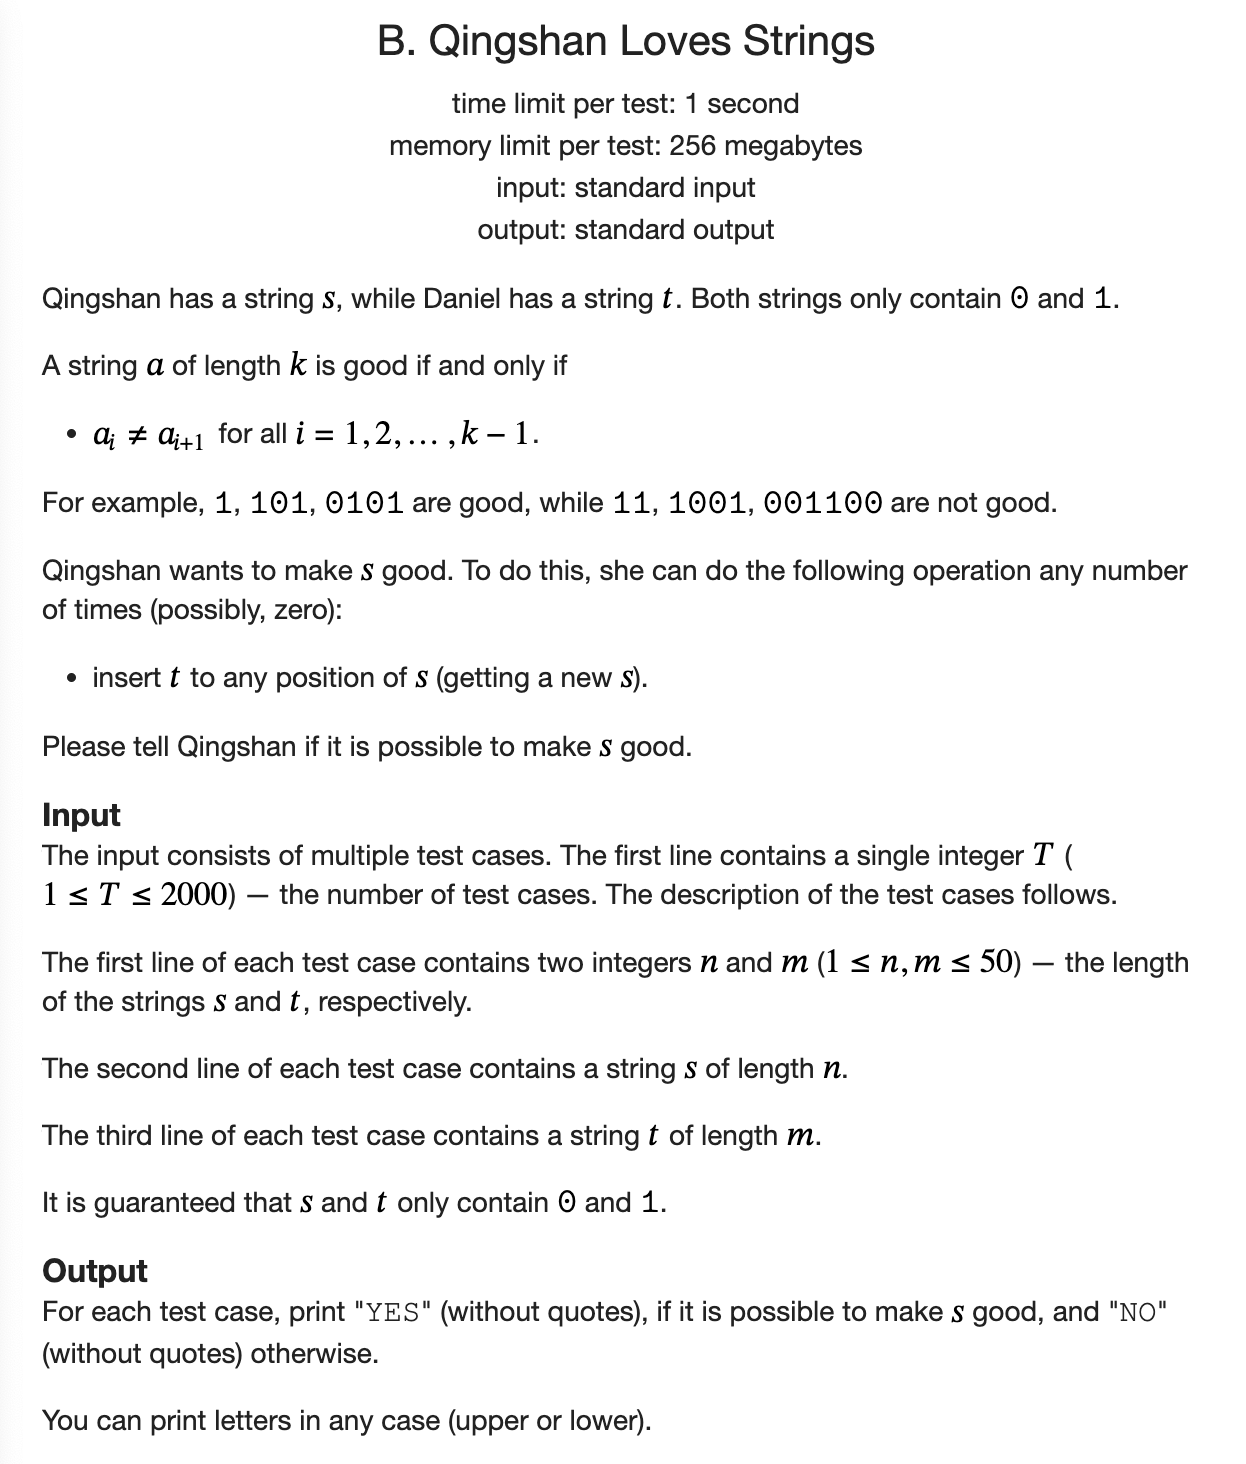 B. Qingshan Loves Strings
time limit per test: 1 second
memory limit per test: 256 megabytes
input: standard input
output: standard output
Qingshan has a string s, while Daniel has a string t. Both strings only contain 0 and 1.
A string a of length k is good if and only if
• a_i ≠ a_{i+1} for all i = 1, 2, … , k − 1.
For example, 1, 101, 0101 are good, while 11, 1001, 001100 are not good.
Qingshan wants to make s good. To do this, she can do the following operation any number
of times (possibly, zero):
• insert t to any position of s (getting a new s).
Please tell Qingshan if it is possible to make s good.
Input
The input consists of multiple test cases. The first line contains a single integer T (
1 ≤ T ≤ 2000) — the number of test cases. The description of the test cases follows.
The first line of each test case contains two integers n and m (1 ≤ n, m ≤ 50) — the length
of the strings s and t, respectively.
The second line of each test case contains a string s of length n.
The third line of each test case contains a string t of length m.
It is guaranteed that s and t only contain 0 and 1.
Output
For each test case, print "YES" (without quotes), if it is possible to make s good, and "NO"
(without quotes) otherwise.
You can print letters in any case (upper or lower).